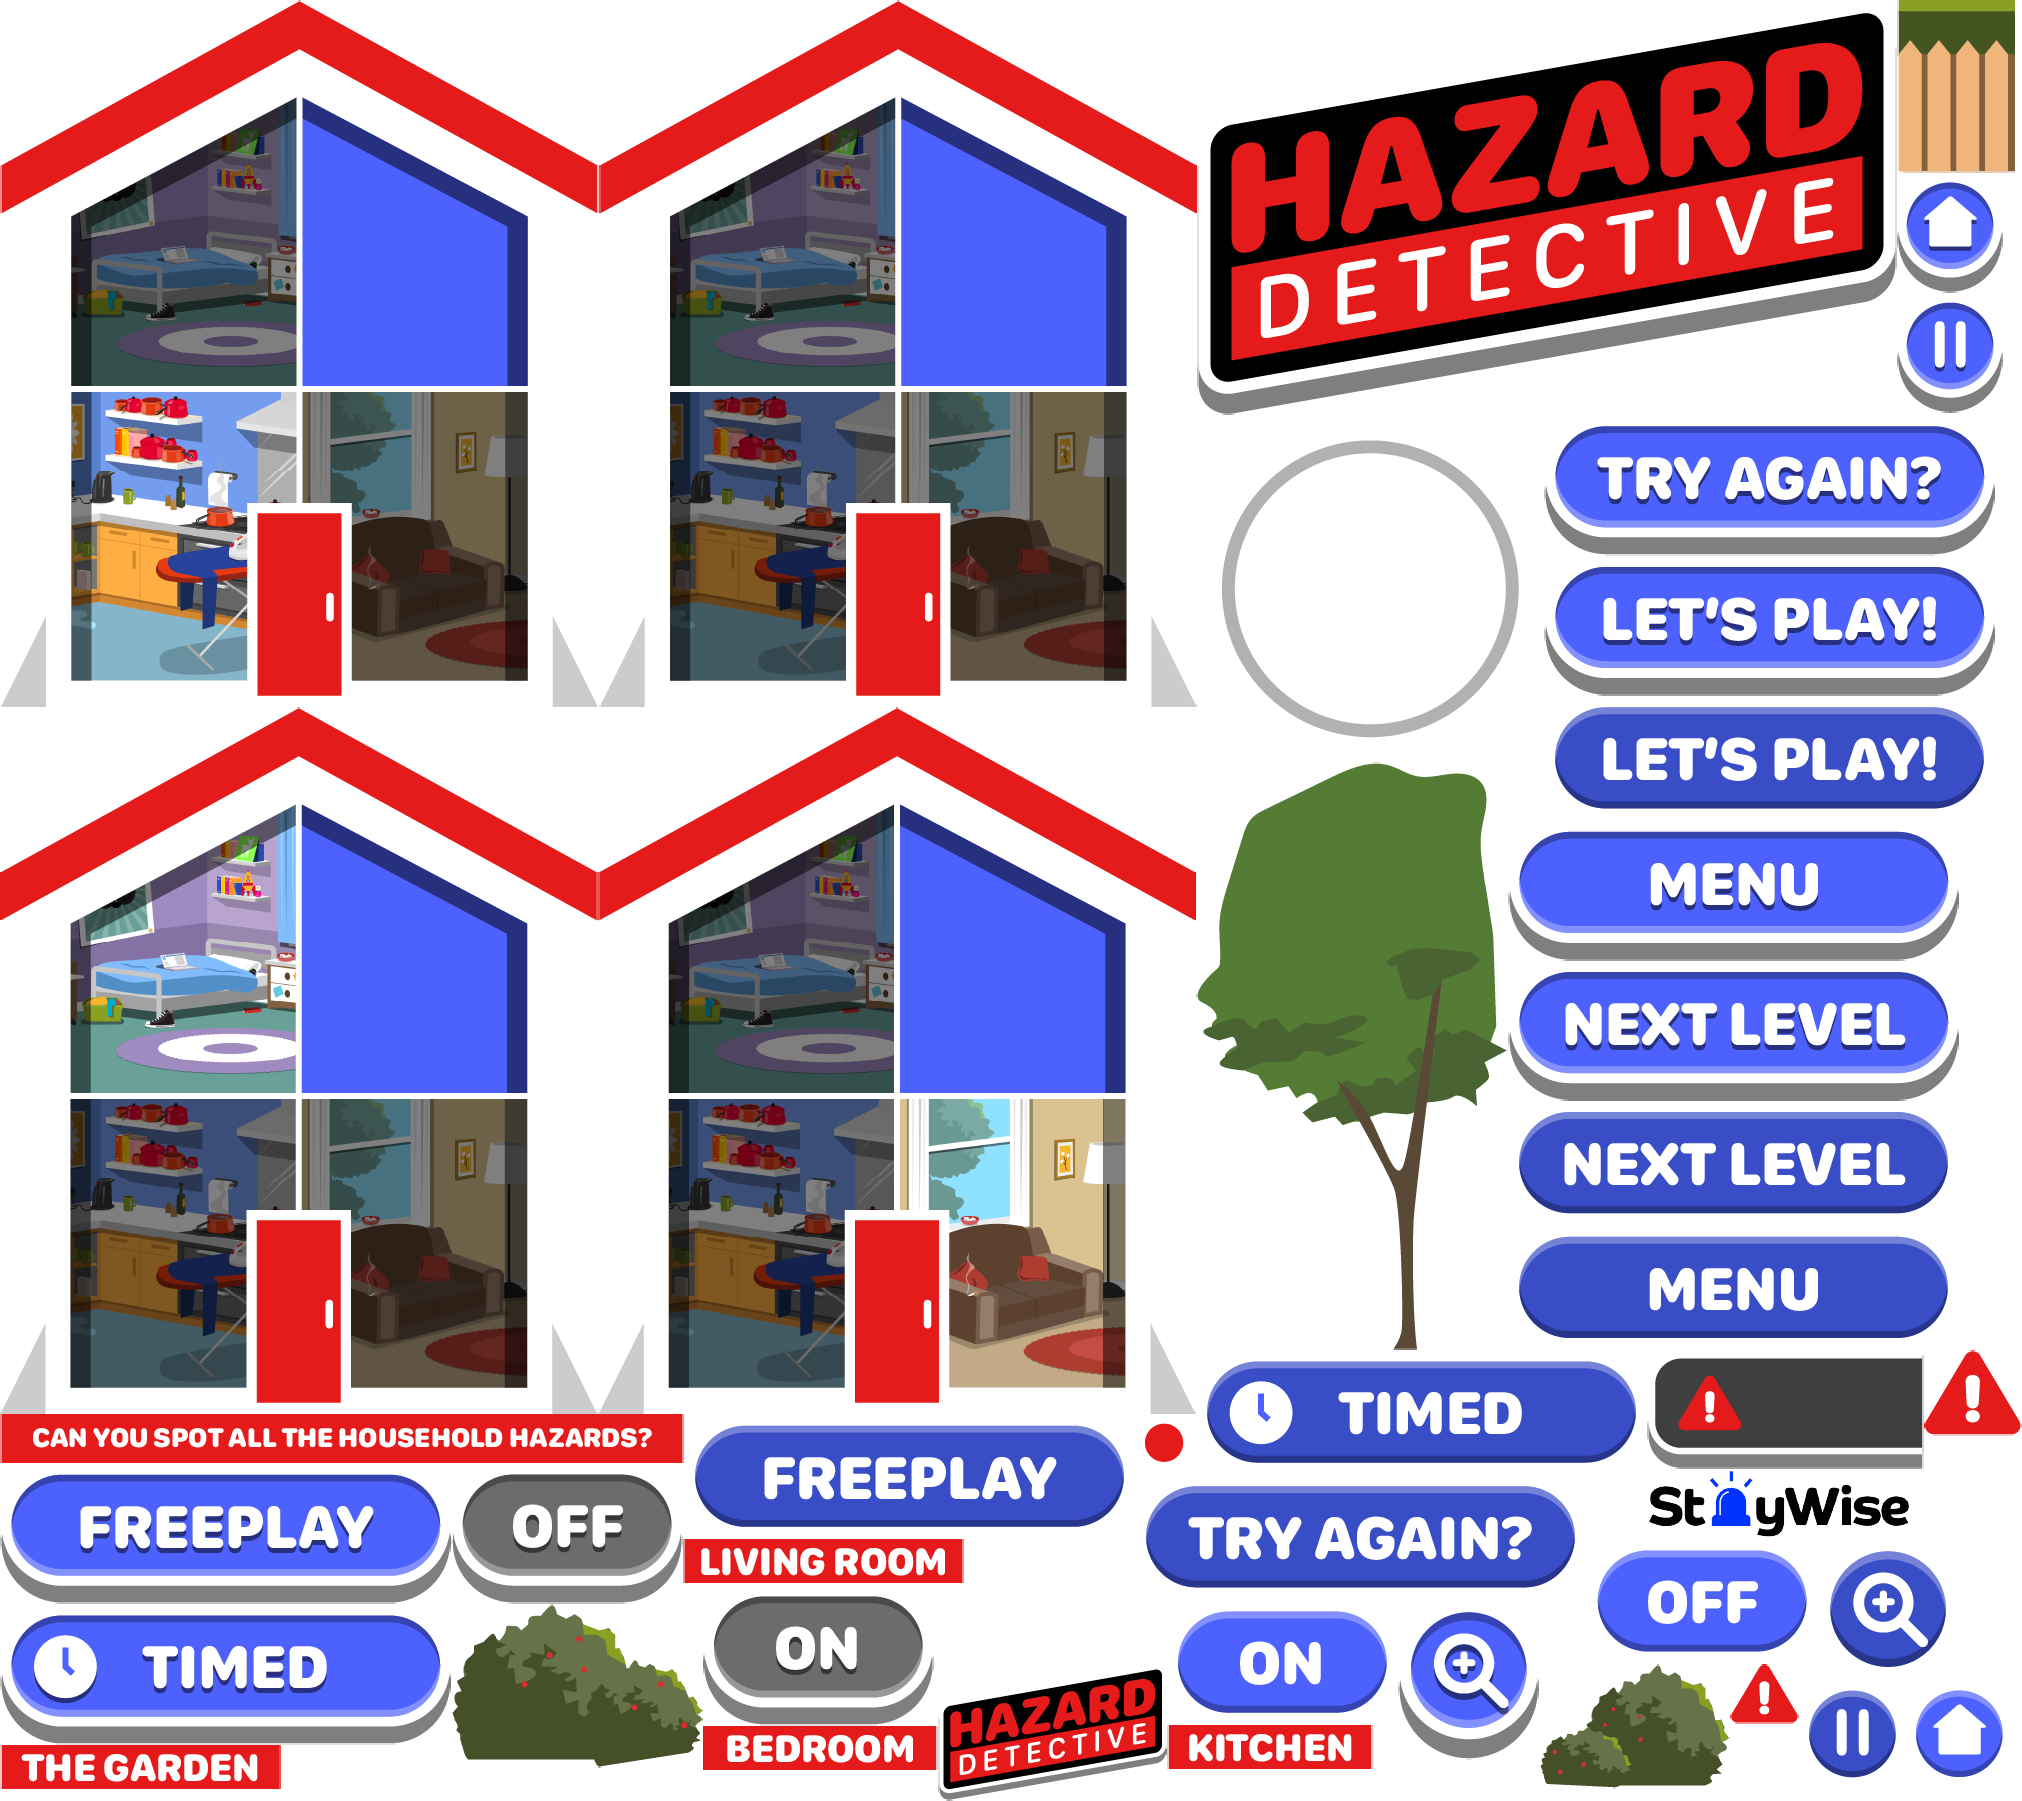 HAZARD
DETECTIVE
TRY AGAIN?
LET'S PLAY!
LET'S PLAY!
MENU
NEXT LEVEL
NEXT LEVEL
MENU
TIMED
CAN YOU SPOT ALL THE HOUSEHOLD HAZARDS?
FREEPLAY
FREEPLAY
OFF
StayWise
TRY AGAIN?
LIVING ROOM
OFF
TIMED
ON
ON
HAZARD
DETECTIVE
THE GARDEN
BEDROOM
KITCHEN